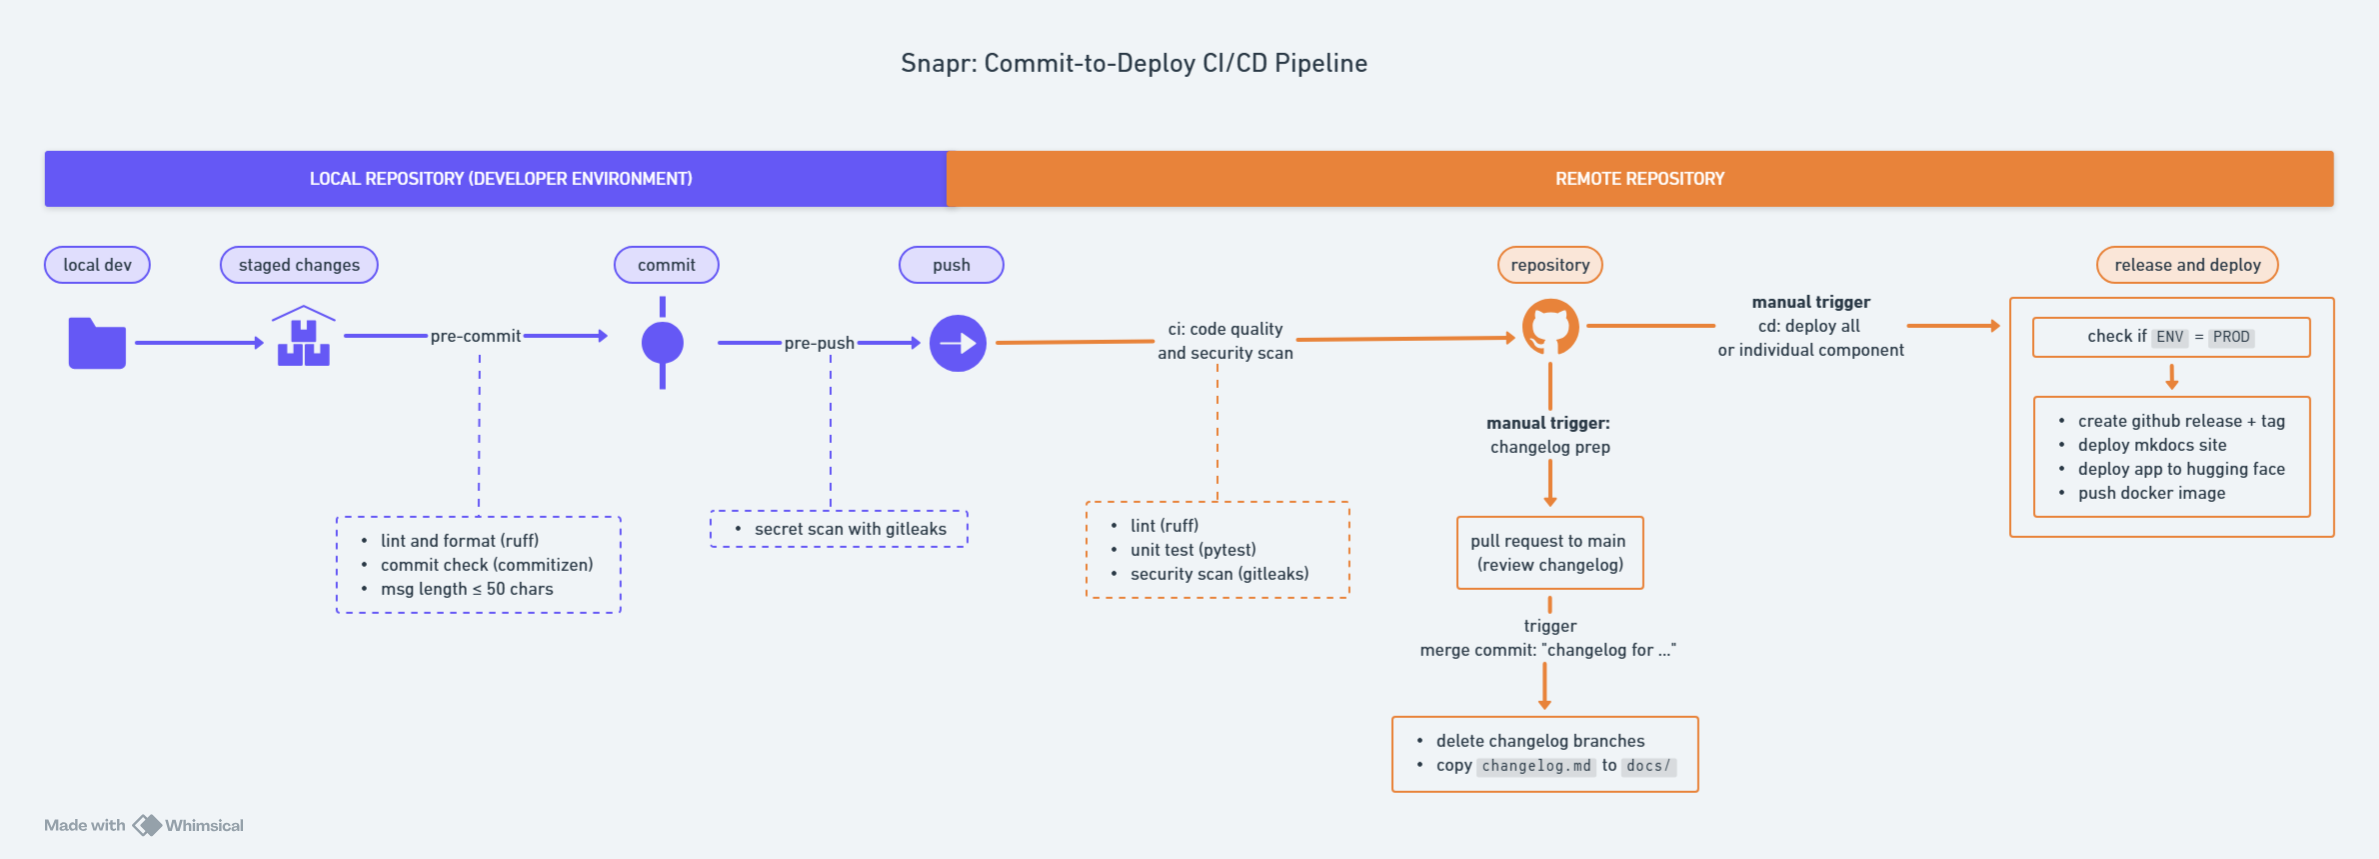 Snapr: Commit-to-Deploy CI/CD Pipeline
LOCAL REPOSITORY (DEVELOPER ENVIRONMENT)
REMOTE REPOSITORY
local dev
staged changes
commit
push
repository
release and deploy
pre-commit
pre-push
ci: code quality
and security scan
manual trigger
cd: deploy all
or individual component
check if ENV = PROD
• create github release + tag
• deploy mkdocs site
• deploy app to hugging face
• push docker image
• lint and format (ruff)
• commit check (commitizen)
• msg length ≤ 50 chars
• secret scan with gitleaks
• lint (ruff)
• unit test (pytest)
• security scan (gitleaks)
manual trigger:
changelog prep
pull request to main
(review changelog)
trigger
merge commit: "changelog for ..."
• delete changelog branches
• copy changelog.md to docs/
Made with Whimsical